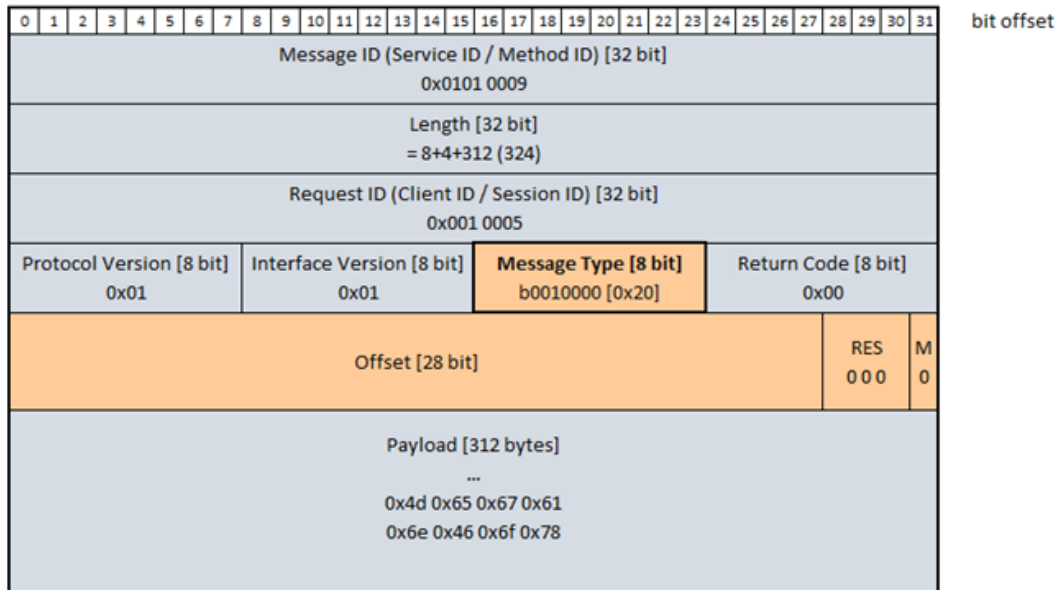 0 1 2 3 4 5 6 7 8 9 10 11 12 13 14 15 16 17 18 19 20 21 22 23 24 25 26 27 28 29 30 31 bit offset
Message ID (Service ID / Method ID) [32 bit]
0x0101 0009
Length [32 bit]
= 8+4+312 (324)
Request ID (Client ID / Session ID) [32 bit]
0x001 0005
Protocol Version [8 bit] Interface Version [8 bit] Message Type [8 bit] Return Code [8 bit]
0x01 0x01 b0010000 [0x20] 0x00
Offset [28 bit] RES M
0 0 0 0
Payload [312 bytes]
...
0x4d 0x65 0x67 0x61
0x6e 0x46 0x6f 0x78